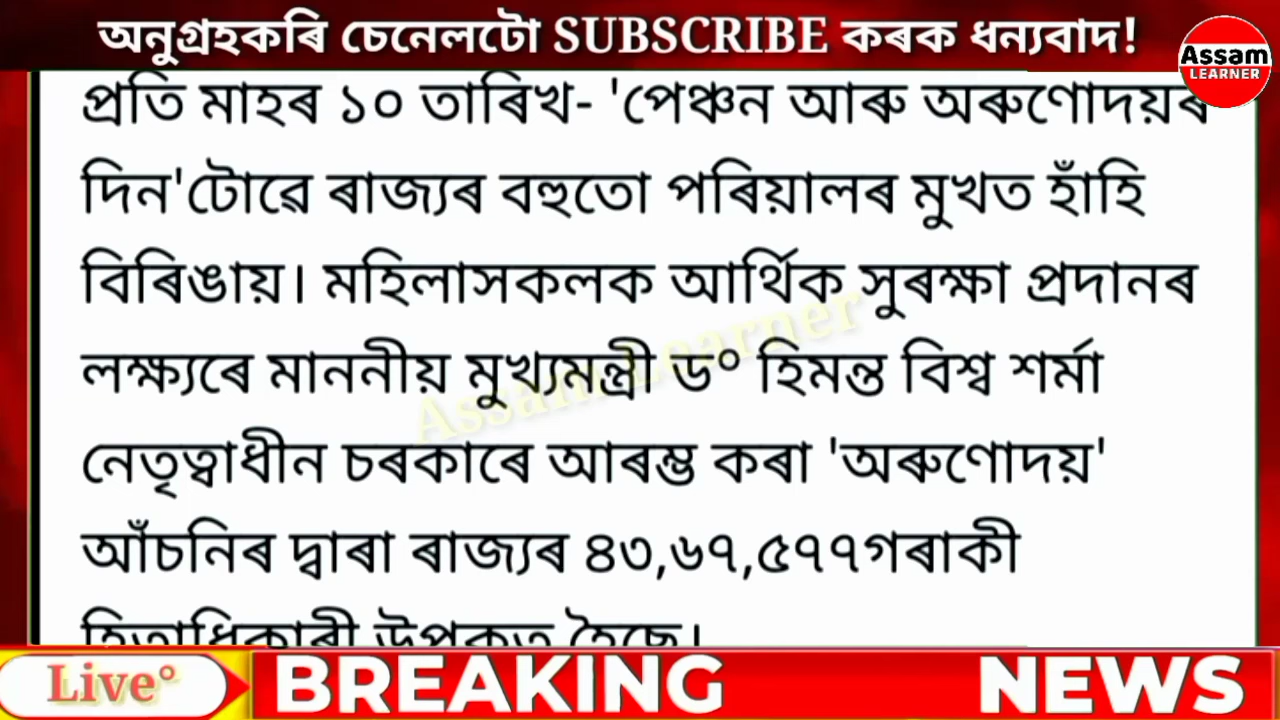 অনুগ্ৰহকৰি চেনেলটো SUBSCRIBE কৰক ধন্যবাদ!
Assam
LEARNER
প্ৰতি মাহৰ ১০ তাৰিখ- 'পেঞ্চন আৰু অৰুণোদয়ৰ
দিন'টোৱে ৰাজ্যৰ বহুতো পৰিয়ালৰ মুখত হাঁহি
বিৰিঙায়। মহিলাসকলক আৰ্থিক সুৰক্ষা প্ৰদানৰ
লক্ষ্যৰে মাননীয় মুখ্যমন্ত্ৰী ড° হিমন্ত বিশ্ব শৰ্মা
নেতৃত্বাধীন চৰকাৰে আৰম্ভ কৰা 'অৰুণোদয়'
আঁচনিৰ দ্বাৰা ৰাজ্যৰ ৪৩,৬৭,৫৭৭গৰাকী
হিতাধিকাৰী উপকৃত হৈছে।
Assam Learner
Live°
BREAKING NEWS